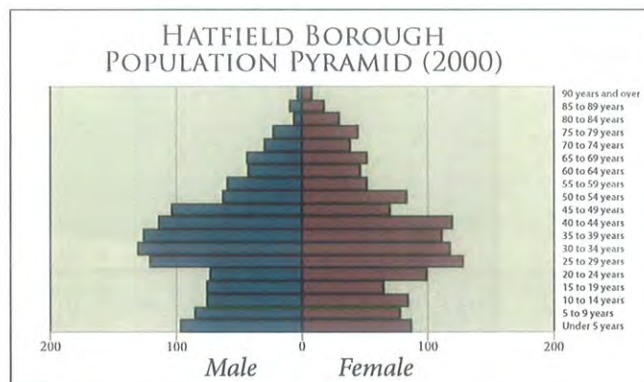 HATFIELD BOROUGH
POPULATION PYRAMID (2000)
90 years and over
85 to 89 years
80 to 84 years
75 to 79 years
70 to 74 years
65 to 69 years
60 to 64 years
55 to 59 years
50 to 54 years
45 to 49 years
40 to 44 years
35 to 39 years
30 to 34 years
25 to 29 years
20 to 24 years
15 to 19 years
10 to 14 years
5 to 9 years
Under 5 years
200 100 0 100 200
Male Female